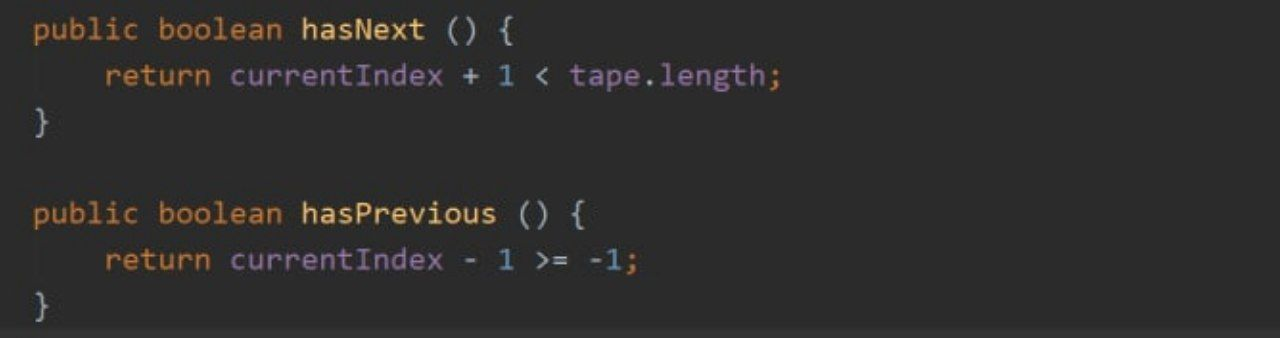 public boolean hasNext () {
    return currentIndex + 1 < tape.length;
}
public boolean hasPrevious () {
    return currentIndex - 1 >= -1;
}